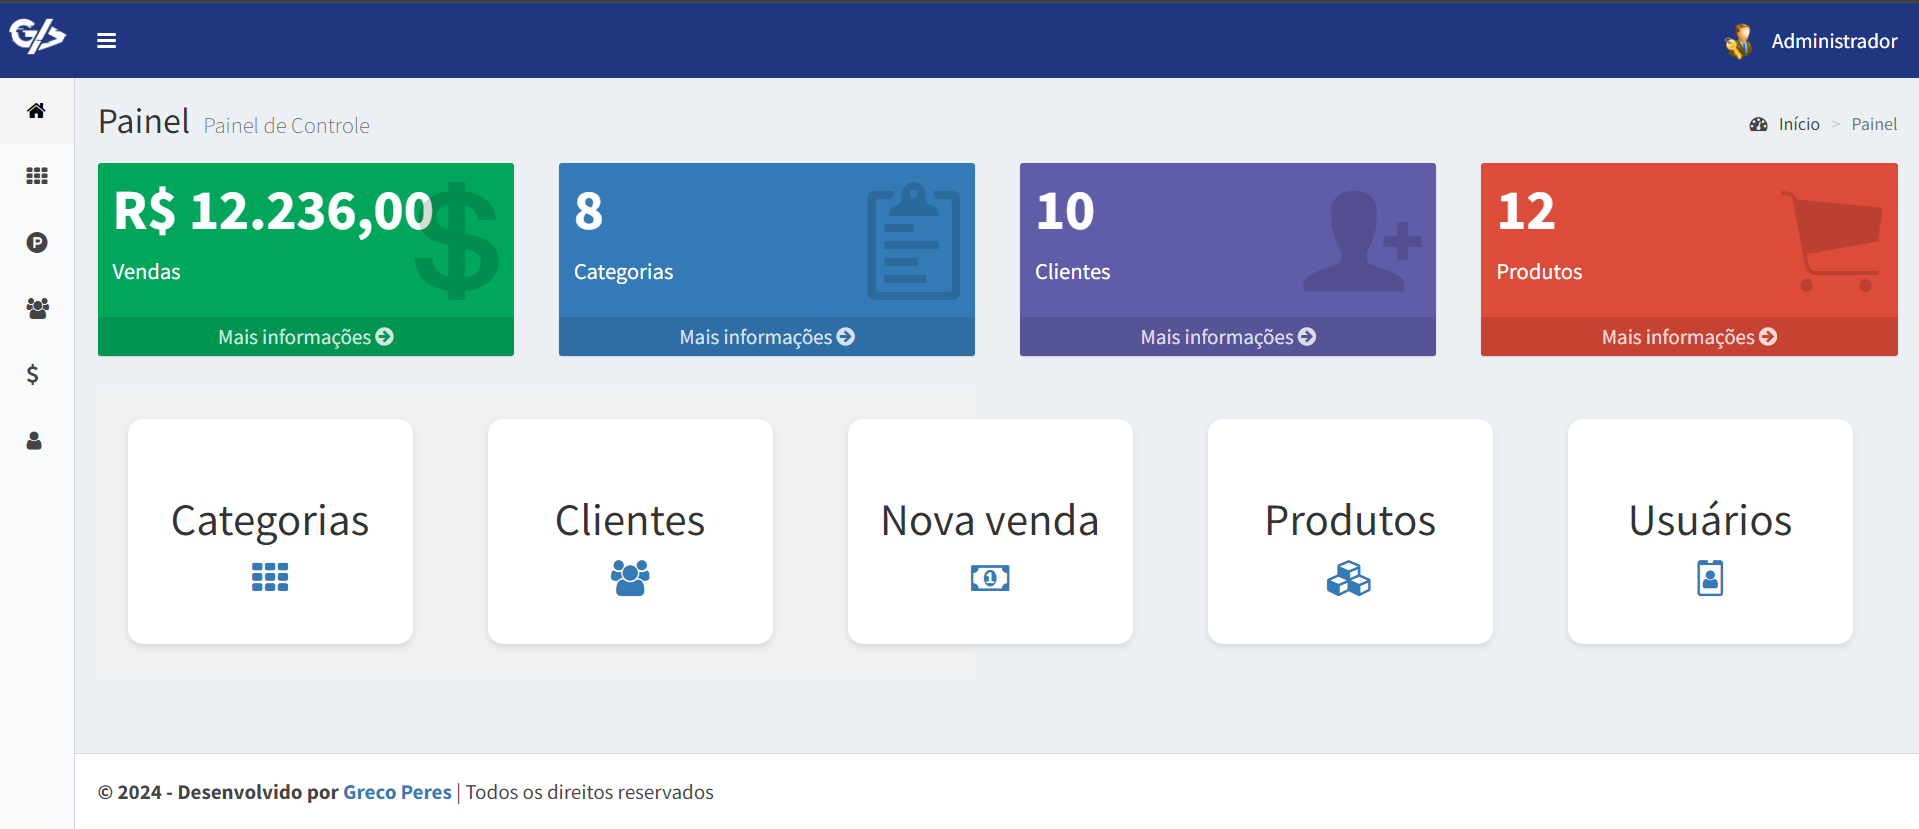 Administrador
Painel Painel de Controle
Início > Painel
R$ 12.236,00
Vendas
Mais informações
8
Categorias
Mais informações
10
Clientes
Mais informações
12
Produtos
Mais informações
P
$
Categorias
Clientes
Nova venda
1
Produtos
Usuários
© 2024 - Desenvolvido por Greco Peres | Todos os direitos reservados